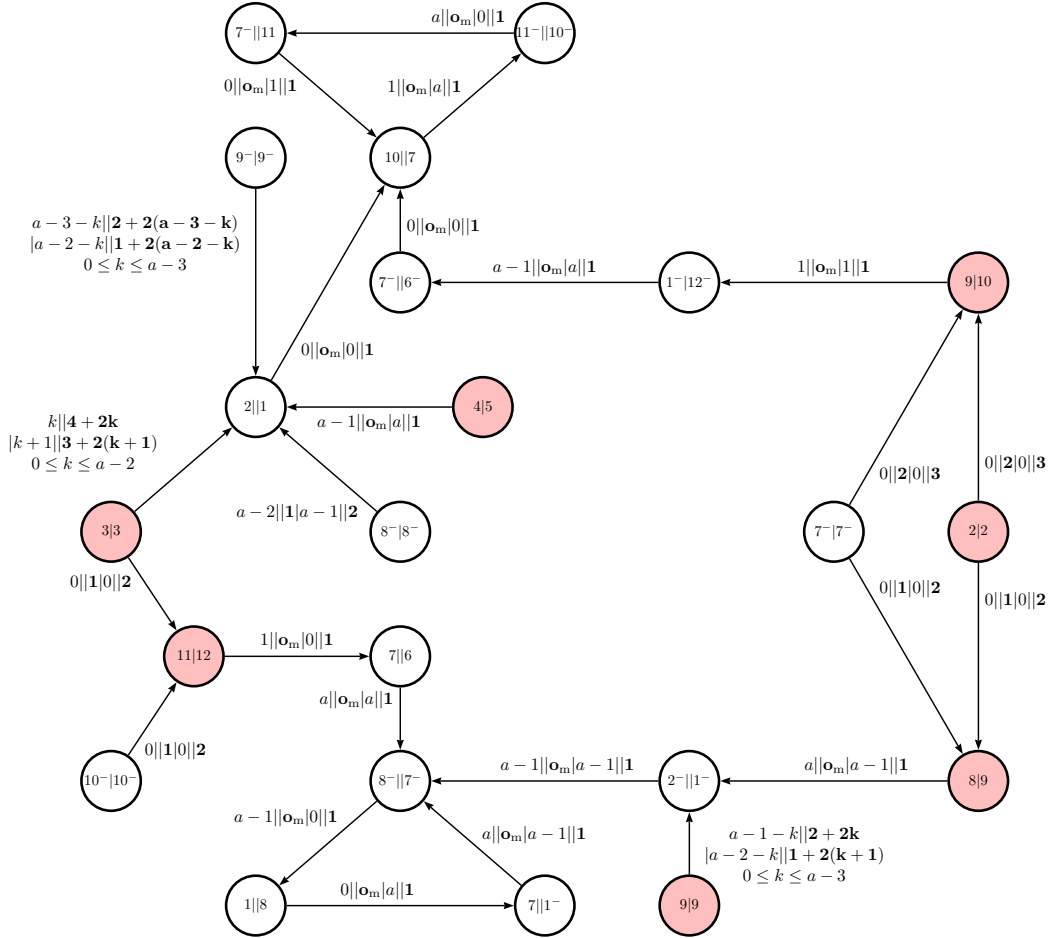 a||o_m|0||1
7⁻||11
11⁻||10⁻
0||o_m|1||1
1||o_m|a||1
9⁻|9⁻
10||7
a − 3 − k||2 + 2(a − 3 − k)
|a − 2 − k||1 + 2(a − 2 − k)
0 ≤ k ≤ a − 3
0||o_m|0||1
a − 1||o_m|a||1
1||o_m|1||1
7⁻||6⁻
1⁻|12⁻
9|10
0||o_m|0||1
2||1
4|5
a − 1||o_m|a||1
k||4 + 2k
|k + 1||3 + 2(k + 1)
0 ≤ k ≤ a − 2
0||2|0||3
0||2|0||3
a − 2||1|a − 1||2
3|3
8⁻|8⁻
7⁻|7⁻
2|2
0||1|0||2
0||1|0||2
0||1|0||2
1||o_m|0||1
11|12
7||6
a||o_m|a||1
0||1|0||2
a − 1||o_m|a − 1||1
a||o_m|a − 1||1
10⁻|10⁻
8⁻||7⁻
2⁻||1⁻
8|9
a − 1||o_m|0||1
a||o_m|a − 1||1
a − 1 − k||2 + 2k
|a − 2 − k||1 + 2(k + 1)
0 ≤ k ≤ a − 3
0||o_m|a||1
1||8
7||1⁻
9|9